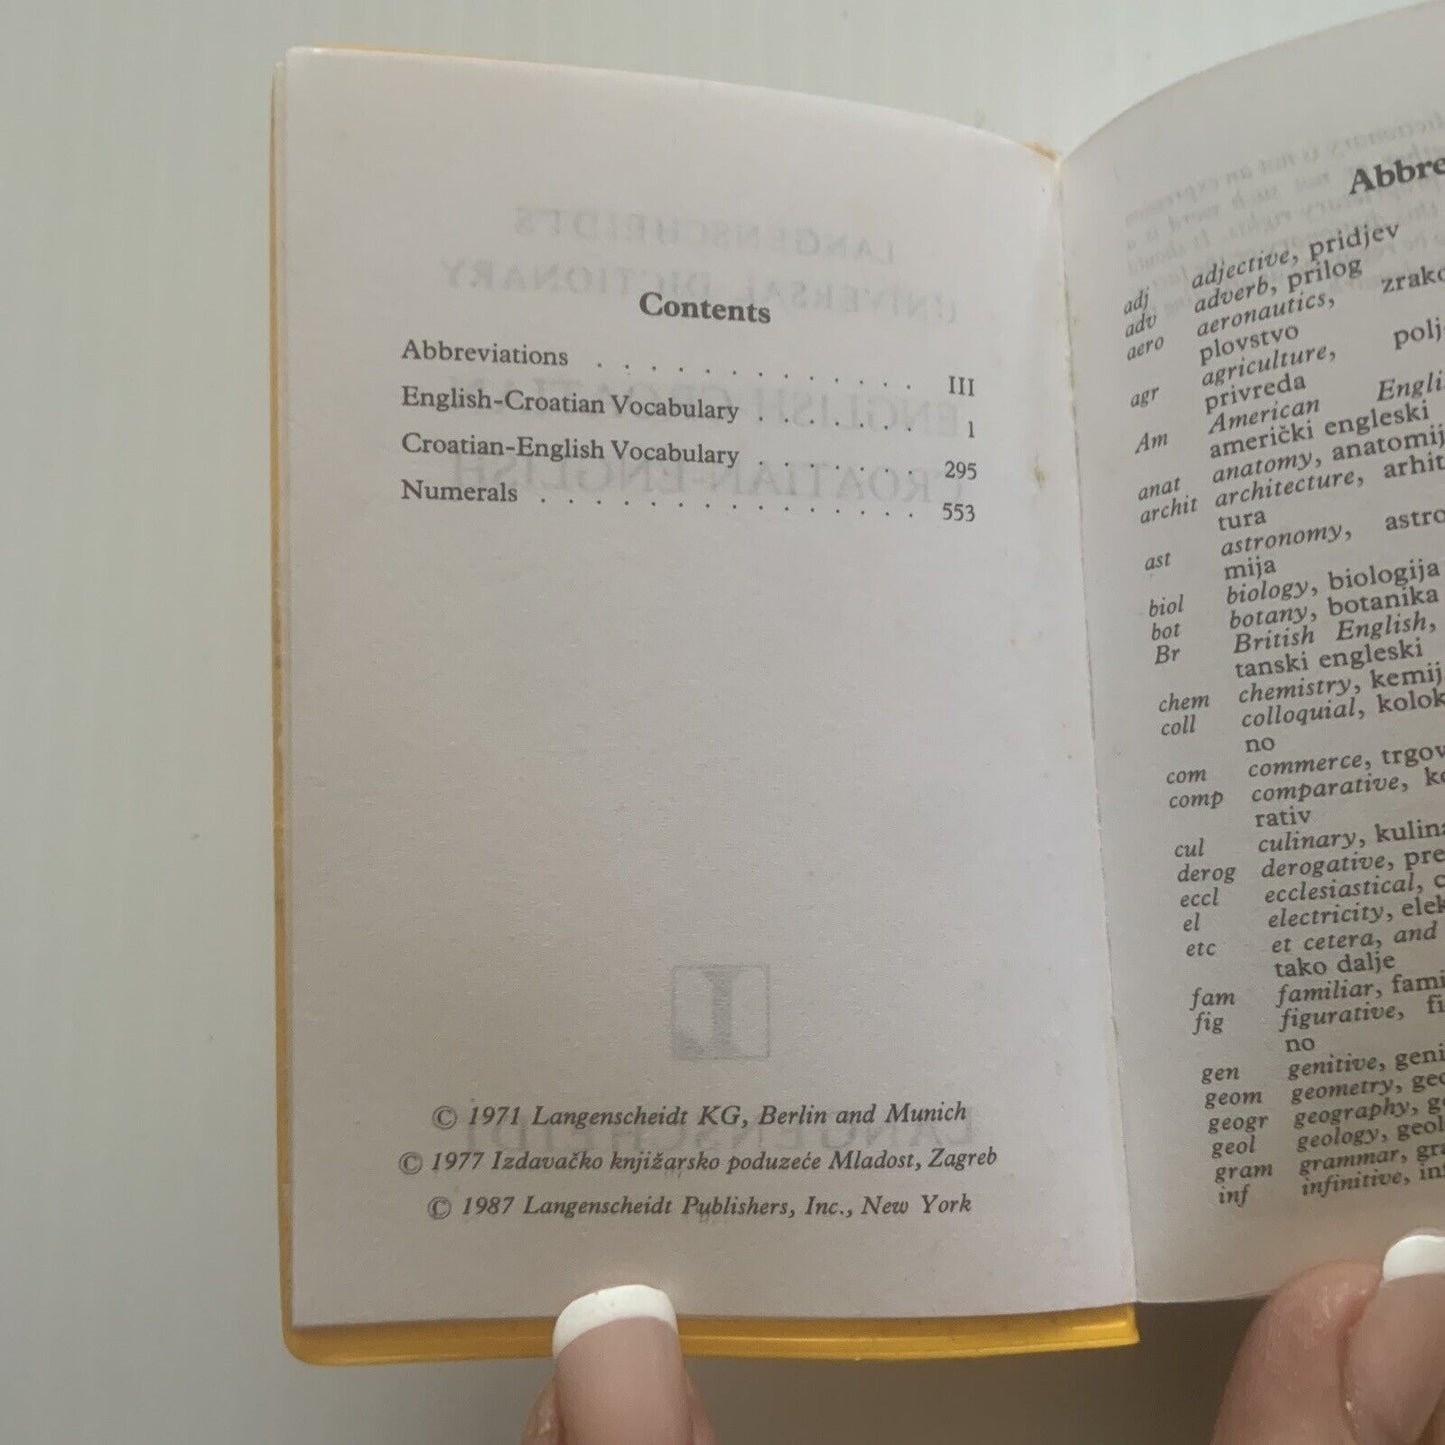 Contents
Abbreviations . . . . . . . . . . . . . III
English-Croatian Vocabulary . . . . . . . 1
Croatian-English Vocabulary . . . . . . . 295
Numerals . . . . . . . . . . . . . . 553
© 1971 Langenscheidt KG, Berlin and Munich
© 1977 Izdavačko knjižarsko poduzeće Mladost, Zagreb
© 1987 Langenscheidt Publishers, Inc., New York
Abbre
adj adjective, pridjev
adv adverb, prilog
aero aeronautics, zrako
plovstvo
agr agriculture, polj
privreda
Am American Engli
američki engleski
anat anatomy, anatomij
archit architecture, arhit
tura
ast astronomy, astro
mija
biol biology, biologija
bot botany, botanika
Br British English,
tanski engleski
chem chemistry, kemij
coll colloquial, kolok
no
com commerce, trgov
comp comparative, ko
rativ
cul culinary, kulina
derog derogative, pre
eccl ecclesiastical, c
el electricity, elek
etc et cetera, and
tako dalje
fam familiar, fami
fig figurative, fi
no
gen genitive, geni
geom geometry, geo
geogr geography, ge
geol geology, geol
gram grammar, gra
inf infinitive, inf